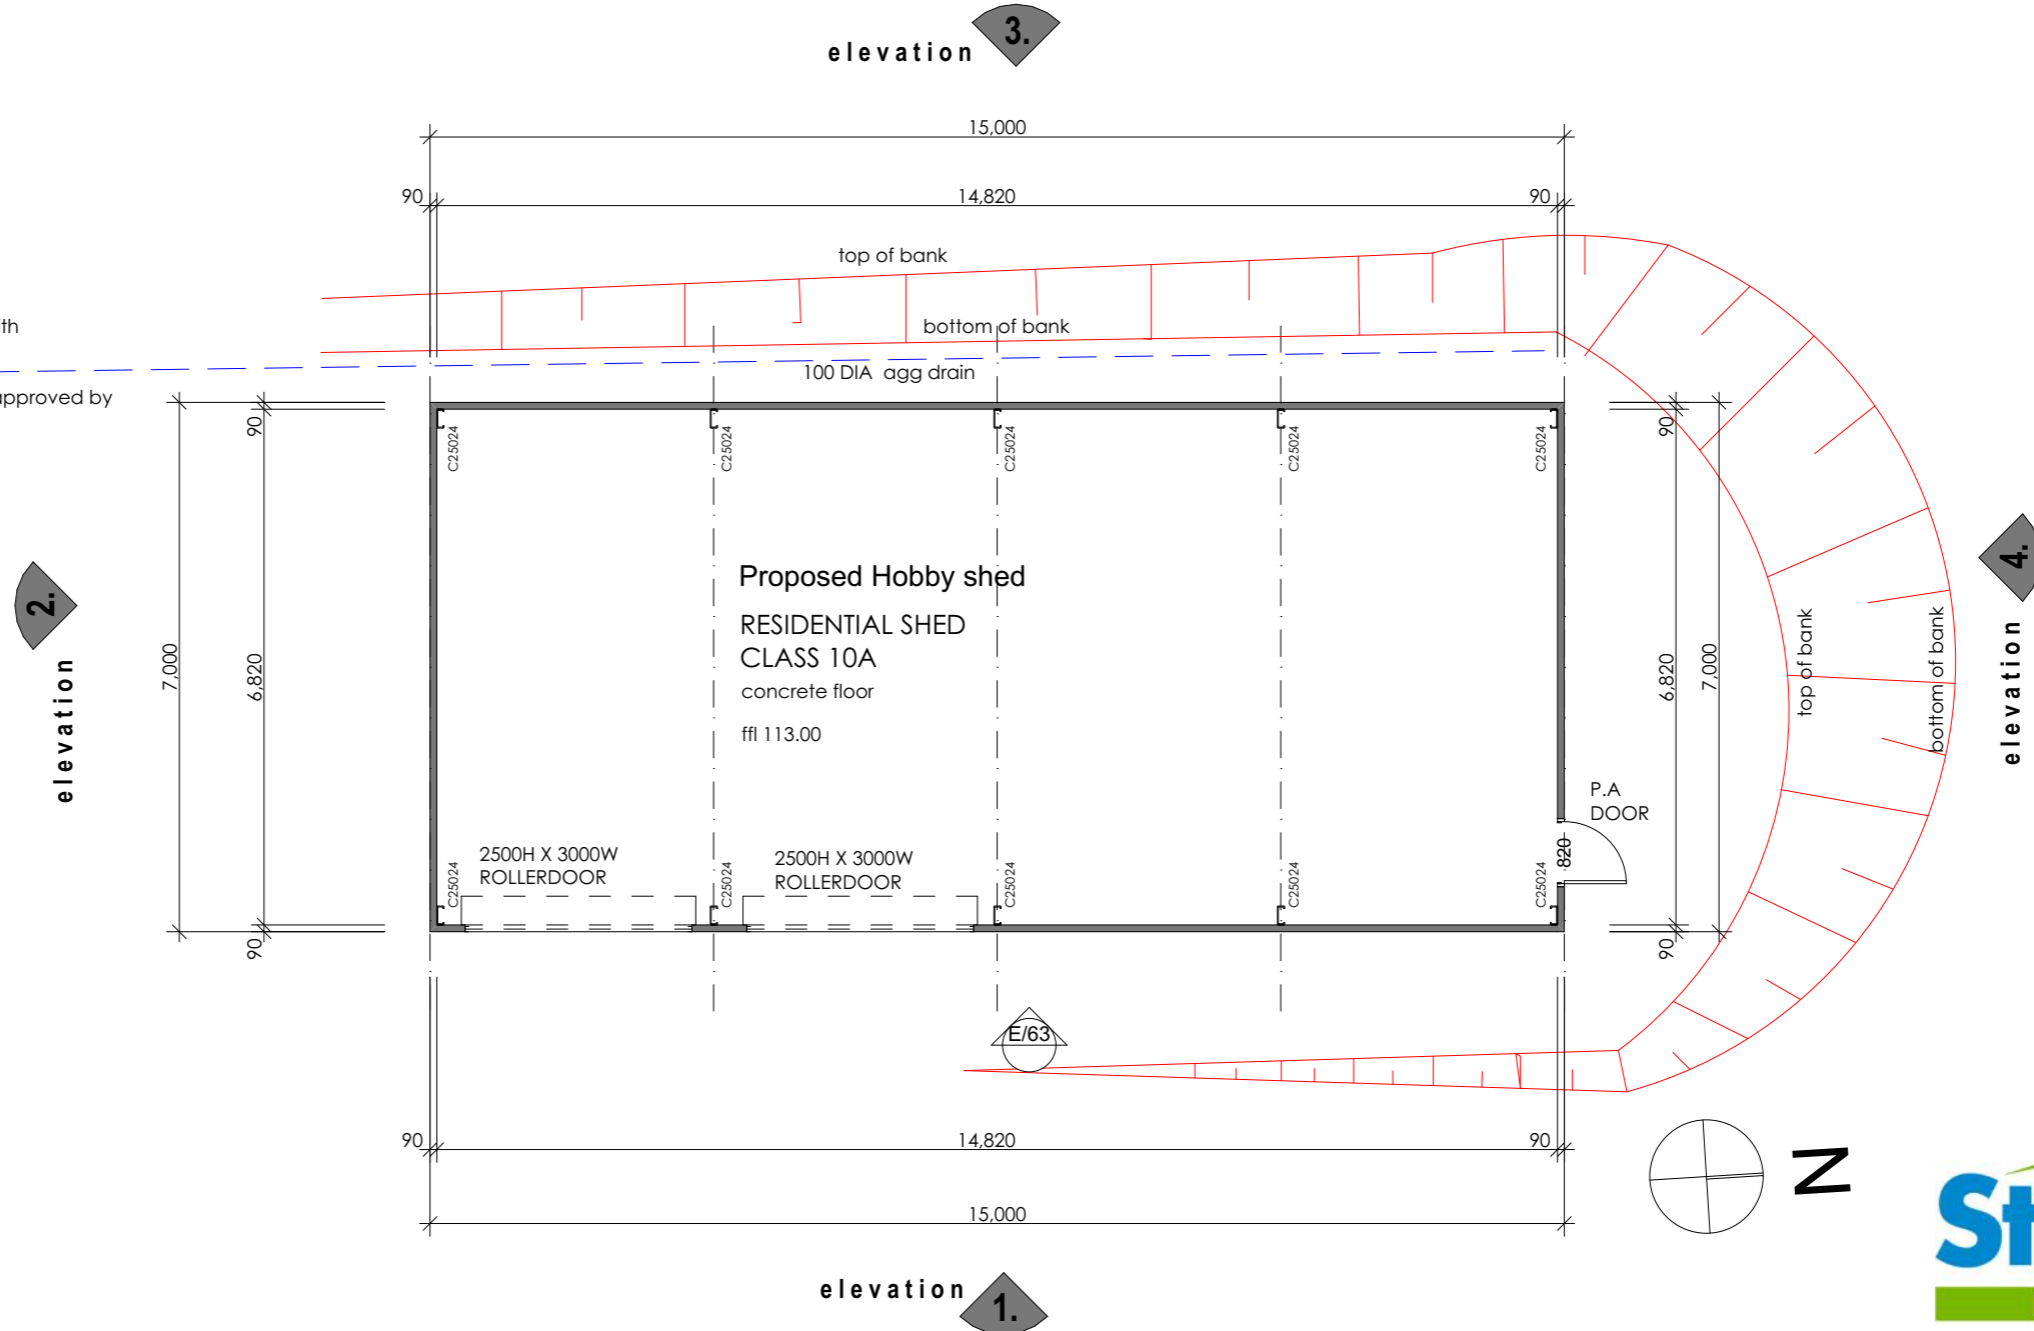 elevation
3.
15,000
90
14,820
90
top of bank
bottom of bank
100 DIA agg drain
approved by
90
90
C25024
C25024
C25024
C25024
C25024
2.
elevation
7,000
6,820
Proposed Hobby shed
RESIDENTIAL SHED
CLASS 10A
concrete floor
ffl 113.00
6,820
7,000
top of bank
bottom of bank
4.
elevation
P.A
DOOR
820
2500H X 3000W
ROLLERDOOR
2500H X 3000W
ROLLERDOOR
C25024
C25024
C25024
C25024
C25024
90
90
E/63
90
14,820
90
15,000
N
elevation
1.